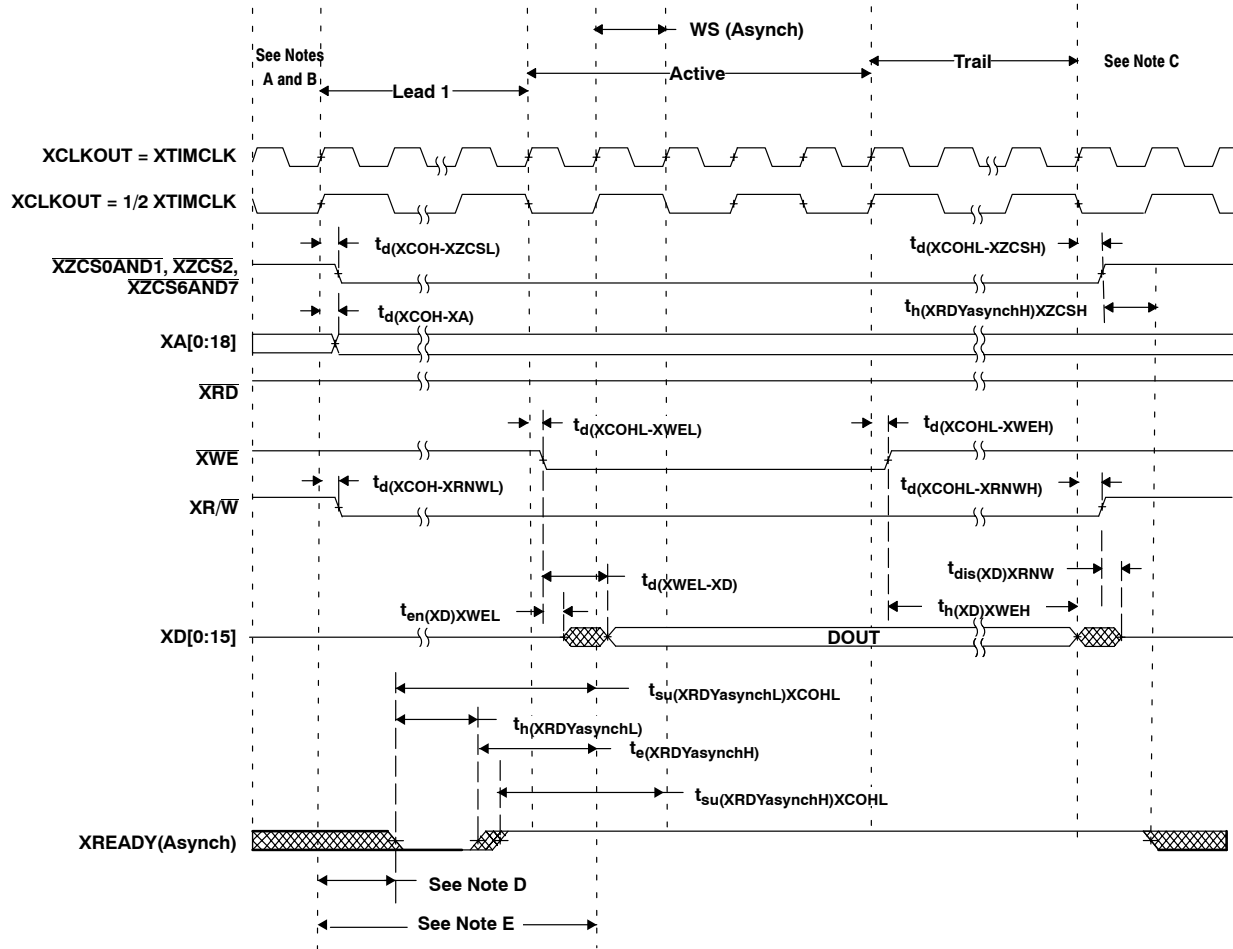 WS (Asynch)
See Notes
A and B
Lead 1
Active
Trail
See Note C
XCLKOUT = XTIMCLK
XCLKOUT = 1/2 XTIMCLK
td(XCOH-XZCSL)
td(XCOHL-XZCSH)
XZCS0AND1, XZCS2,
XZCS6AND7
td(XCOH-XA)
th(XRDYasynchH)XZCSH
XA[0:18]
XRD
td(XCOHL-XWEL)
td(XCOHL-XWEH)
XWE
td(XCOH-XRNWL)
td(XCOHL-XRNWH)
XR/W
tdis(XD)XRNW
td(XWEL-XD)
ten(XD)XWEL
th(XD)XWEH
XD[0:15]
DOUT
tsu(XRDYasynchL)XCOHL
th(XRDYasynchL)
te(XRDYasynchH)
tsu(XRDYasynchH)XCOHL
XREADY(Asynch)
See Note D
See Note E